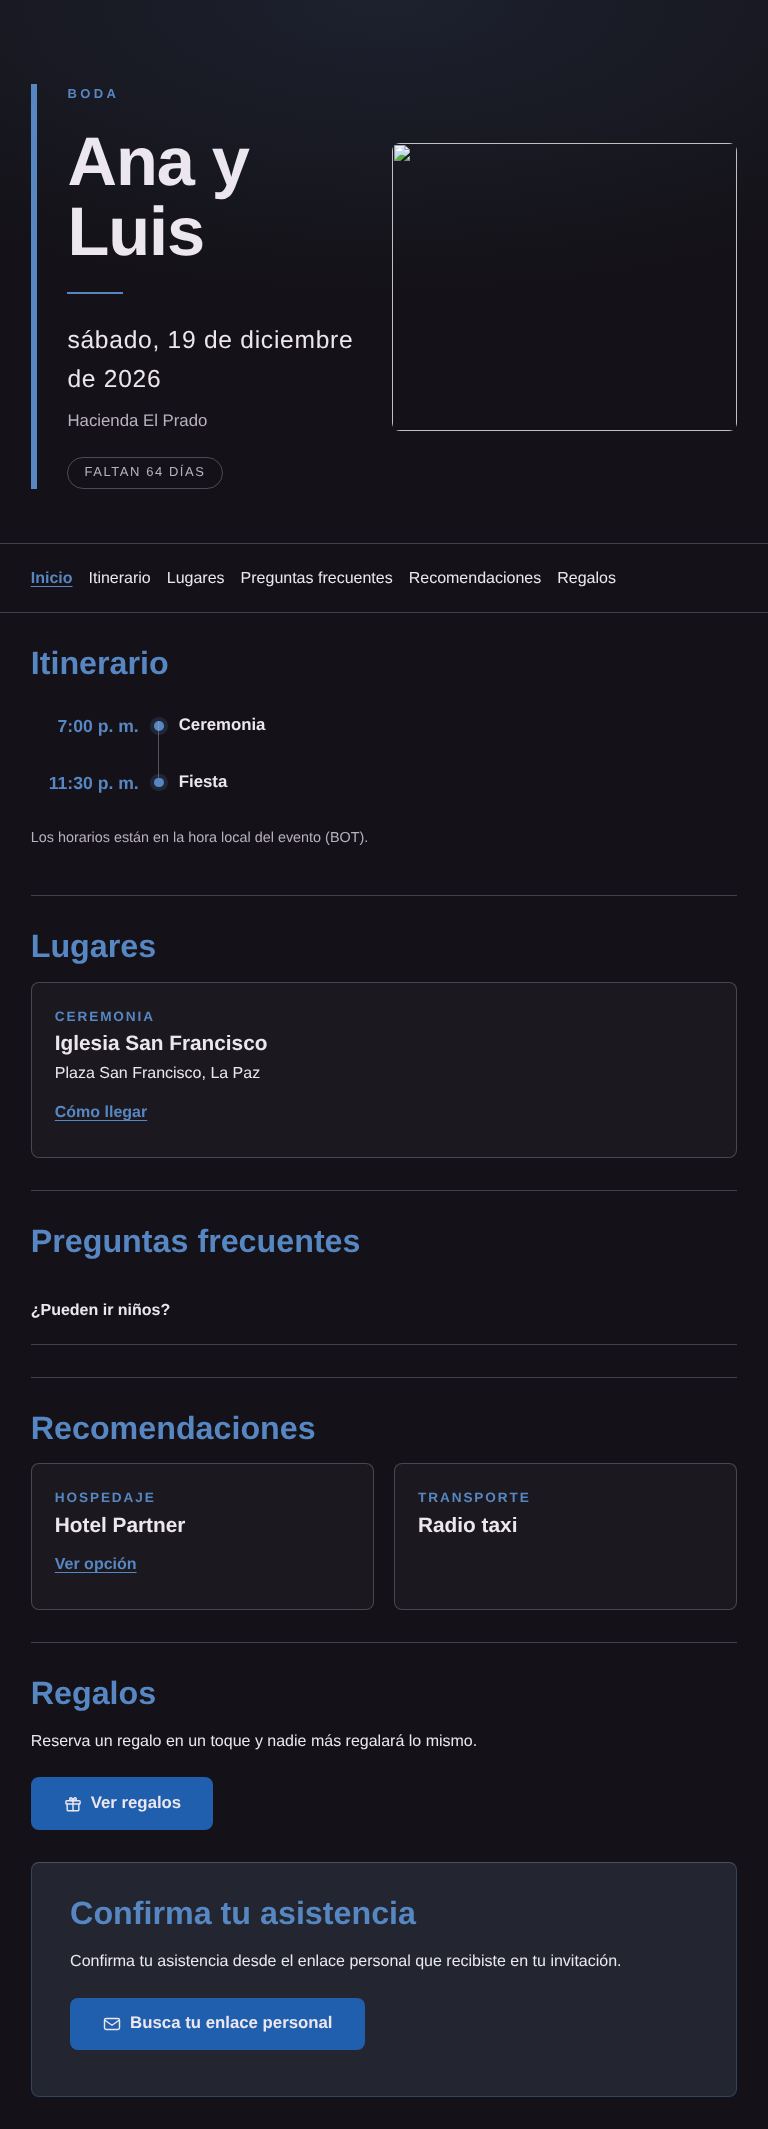 BODA
Ana y
Luis
sábado, 19 de diciembre
de 2026
Hacienda El Prado
FALTAN 64 DÍAS
Inicio Itinerario Lugares Preguntas frecuentes Recomendaciones Regalos
Itinerario
7:00 p. m. Ceremonia
11:30 p. m. Fiesta
Los horarios están en la hora local del evento (BOT).
Lugares
CEREMONIA
Iglesia San Francisco
Plaza San Francisco, La Paz
Cómo llegar
Preguntas frecuentes
¿Pueden ir niños?
Recomendaciones
HOSPEDAJE
Hotel Partner
Ver opción
TRANSPORTE
Radio taxi
Regalos
Reserva un regalo en un toque y nadie más regalará lo mismo.
Ver regalos
Confirma tu asistencia
Confirma tu asistencia desde el enlace personal que recibiste en tu invitación.
Busca tu enlace personal